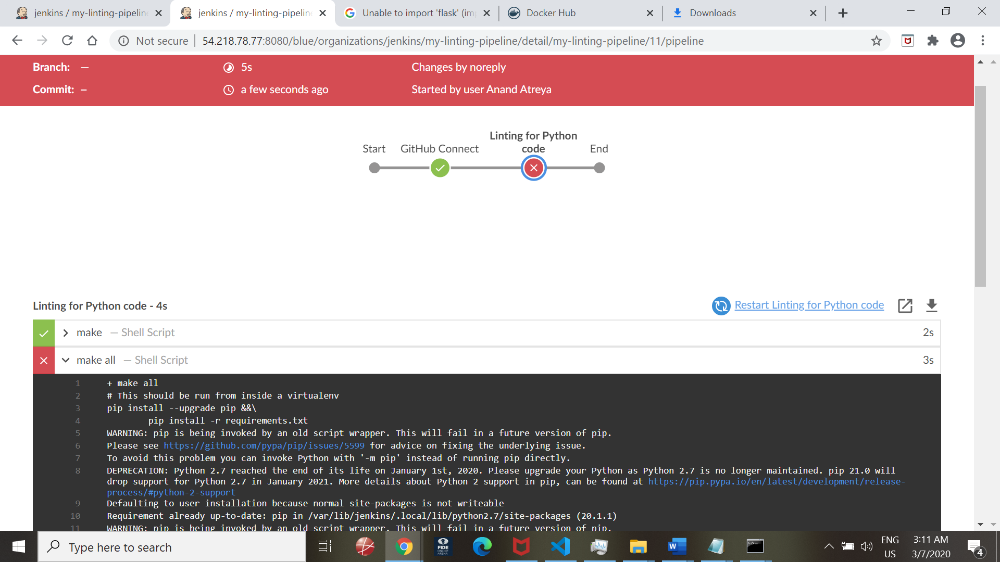 jenkins / my-linting-pipeline
jenkins / my-linting-pipeline
Unable to import 'flask' (im
Docker Hub
Downloads
Not secure
54.218.78.77:8080/blue/organizations/jenkins/my-linting-pipeline/detail/my-linting-pipeline/11/pipeline
Branch: —
5s
Changes by noreply
Commit: –
a few seconds ago
Started by user Anand Atreya
Start
GitHub Connect
Linting for Python
code
End
Linting for Python code - 4s
Restart Linting for Python code
make — Shell Script
2s
make all — Shell Script
3s
1 + make all
2 # This should be run from inside a virtualenv
3 pip install --upgrade pip &&\
4 pip install -r requirements.txt
5 WARNING: pip is being invoked by an old script wrapper. This will fail in a future version of pip.
6 Please see https://github.com/pypa/pip/issues/5599 for advice on fixing the underlying issue.
7 To avoid this problem you can invoke Python with '-m pip' instead of running pip directly.
8 DEPRECATION: Python 2.7 reached the end of its life on January 1st, 2020. Please upgrade your Python as Python 2.7 is no longer maintained. pip 21.0 will
drop support for Python 2.7 in January 2021. More details about Python 2 support in pip, can be found at https://pip.pypa.io/en/latest/development/release-
process/#python-2-support
9 Defaulting to user installation because normal site-packages is not writeable
10 Requirement already up-to-date: pip in /var/lib/jenkins/.local/lib/python2.7/site-packages (20.1.1)
11 WARNING: pip is being invoked by an old script wrapper. This will fail in a future version of pip.
Type here to search
FIDE
ONLINE
ARENA
W
ENG
US
3:11 AM
3/7/2020
4